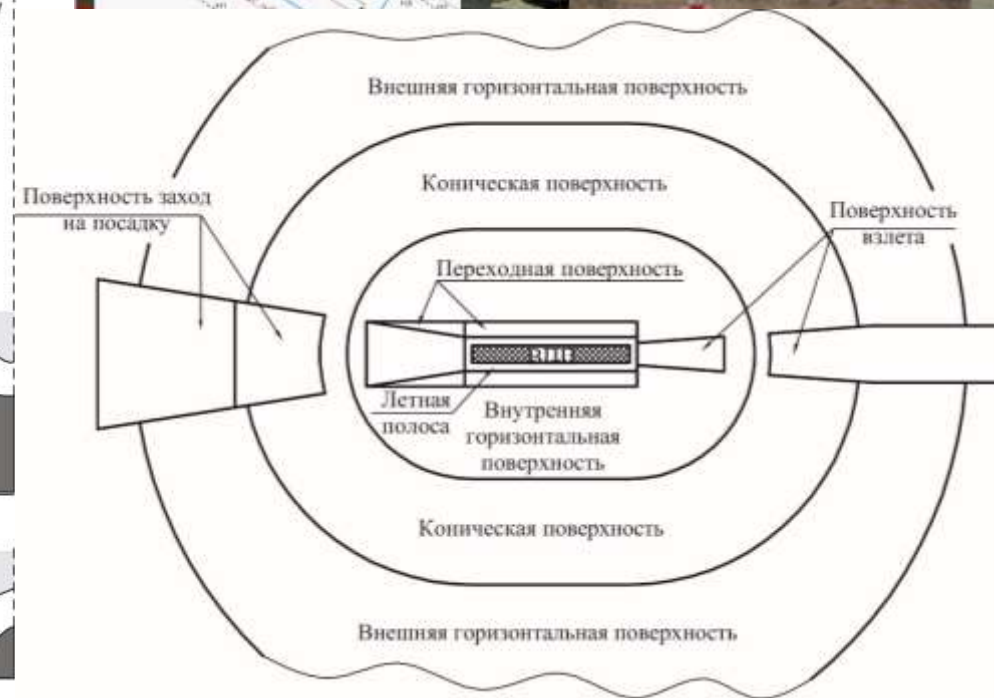 Внешняя горизонтальная поверхность
Коническая поверхность
Поверхность заход
на посадку
Поверхность
взлета
Переходная поверхность
Летная
полоса
Внутренняя
горизонтальная
поверхность
Коническая поверхность
Внешняя горизонтальная поверхность